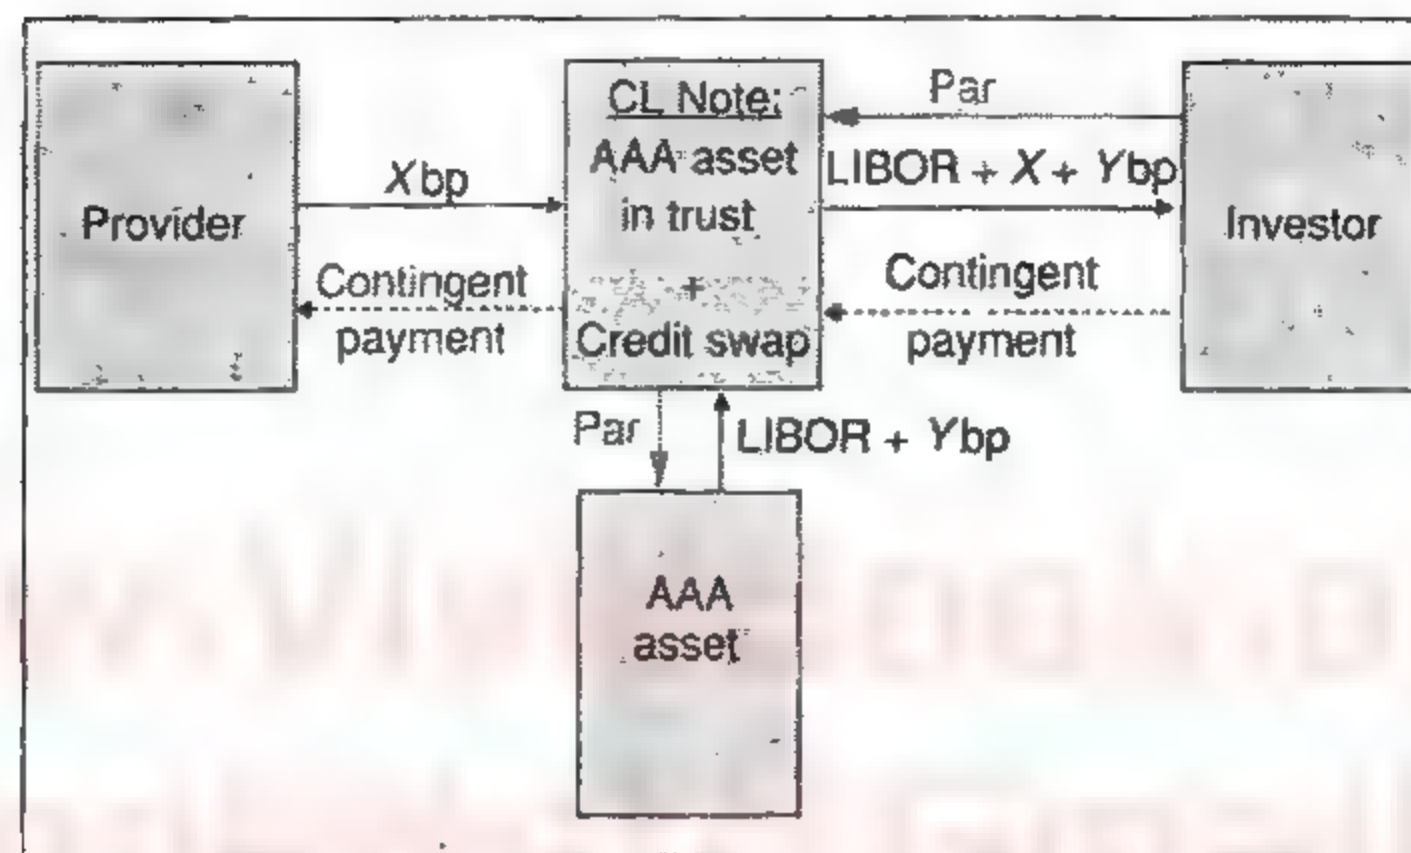 Provider
Xbp
Contingent
payment
CL Note:
AAA asset
in trust
+
Credit swap
Par
LIBOR + X + Ybp
Contingent
payment
Investor
Par
LIBOR + Ybp
AAA
asset